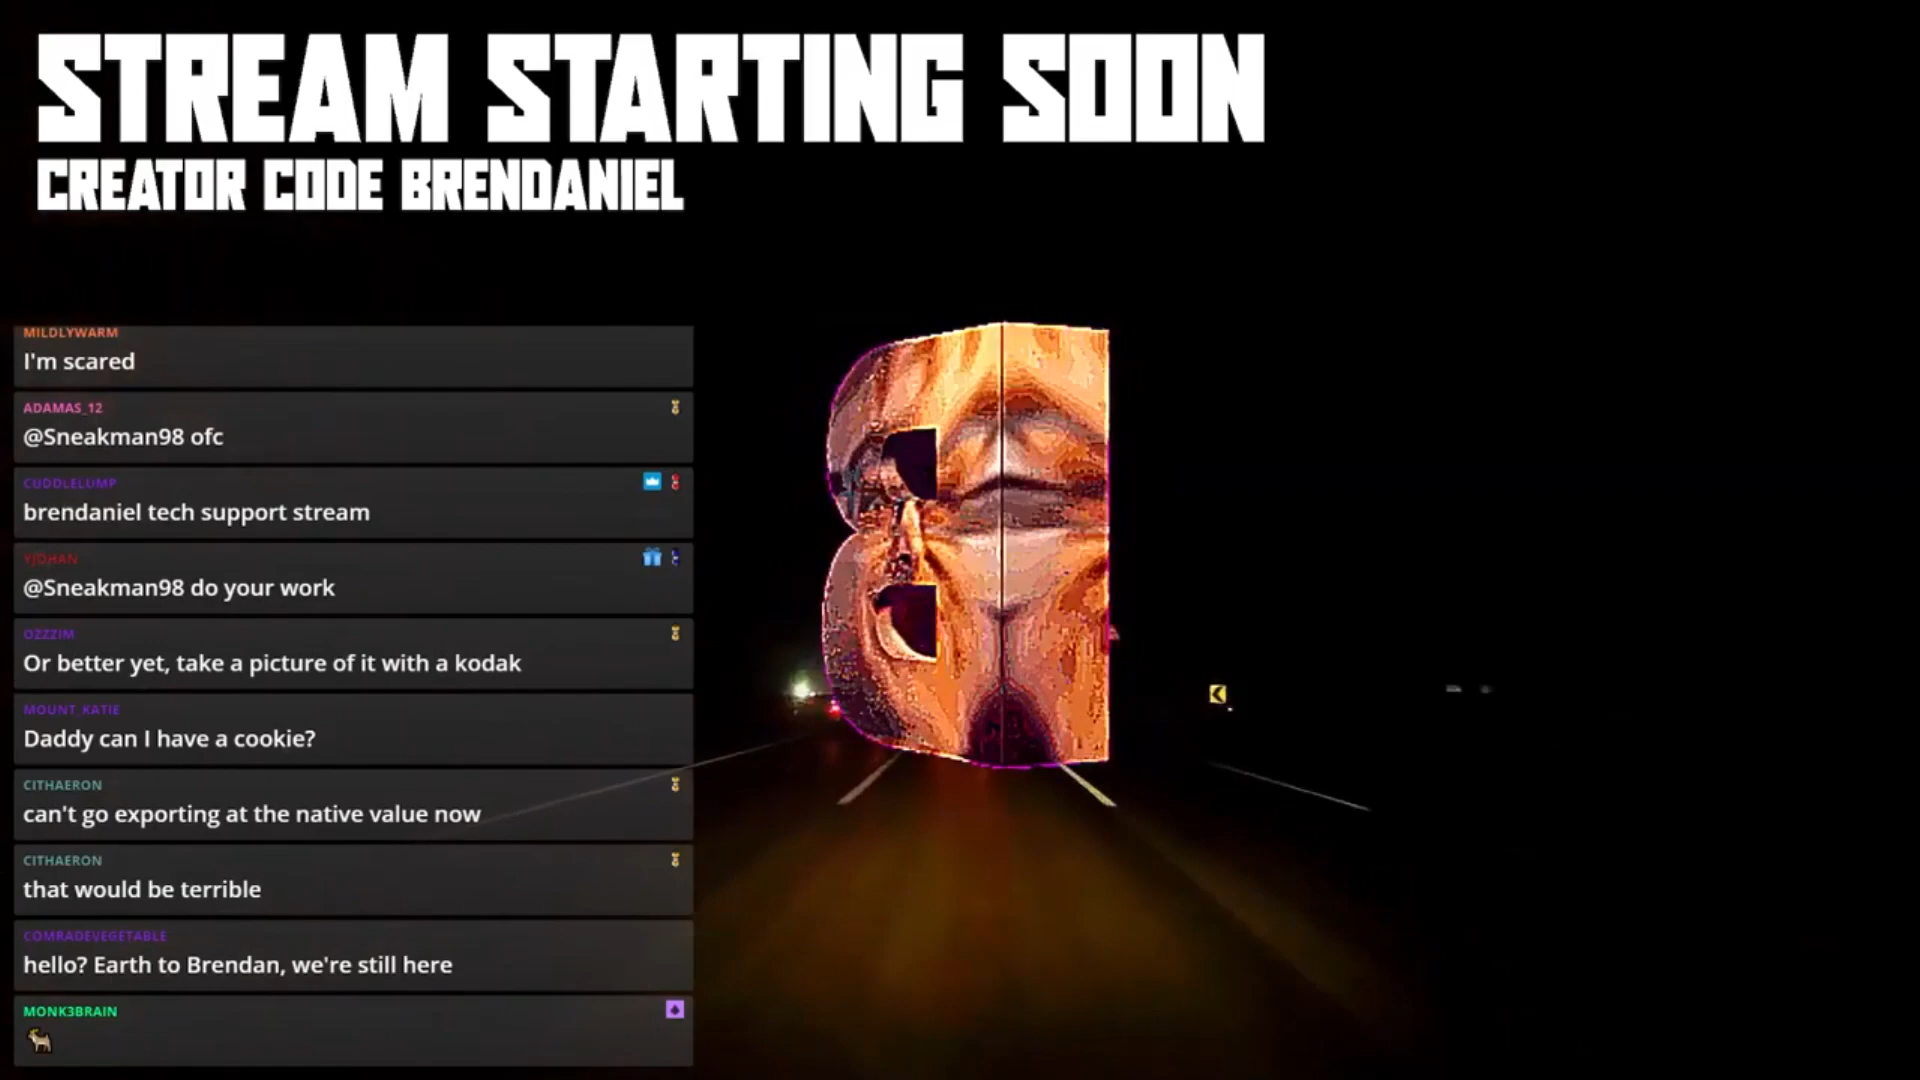 STREAM STARTING SOON
CREATOR CODE BRENDANIEL
MILDLYWARM
I'm scared
ADAMAS_12
@Sneakman98 ofc
CUDDLELUMP
brendaniel tech support stream
YJOHAN
@Sneakman98 do your work
OZZZIM
Or better yet, take a picture of it with a kodak
MOUNT_KATIE
Daddy can I have a cookie?
CITHAERON
can't go exporting at the native value now
CITHAERON
that would be terrible
COMRADEVEGETABLE
hello? Earth to Brendan, we're still here
MONK3BRAIN